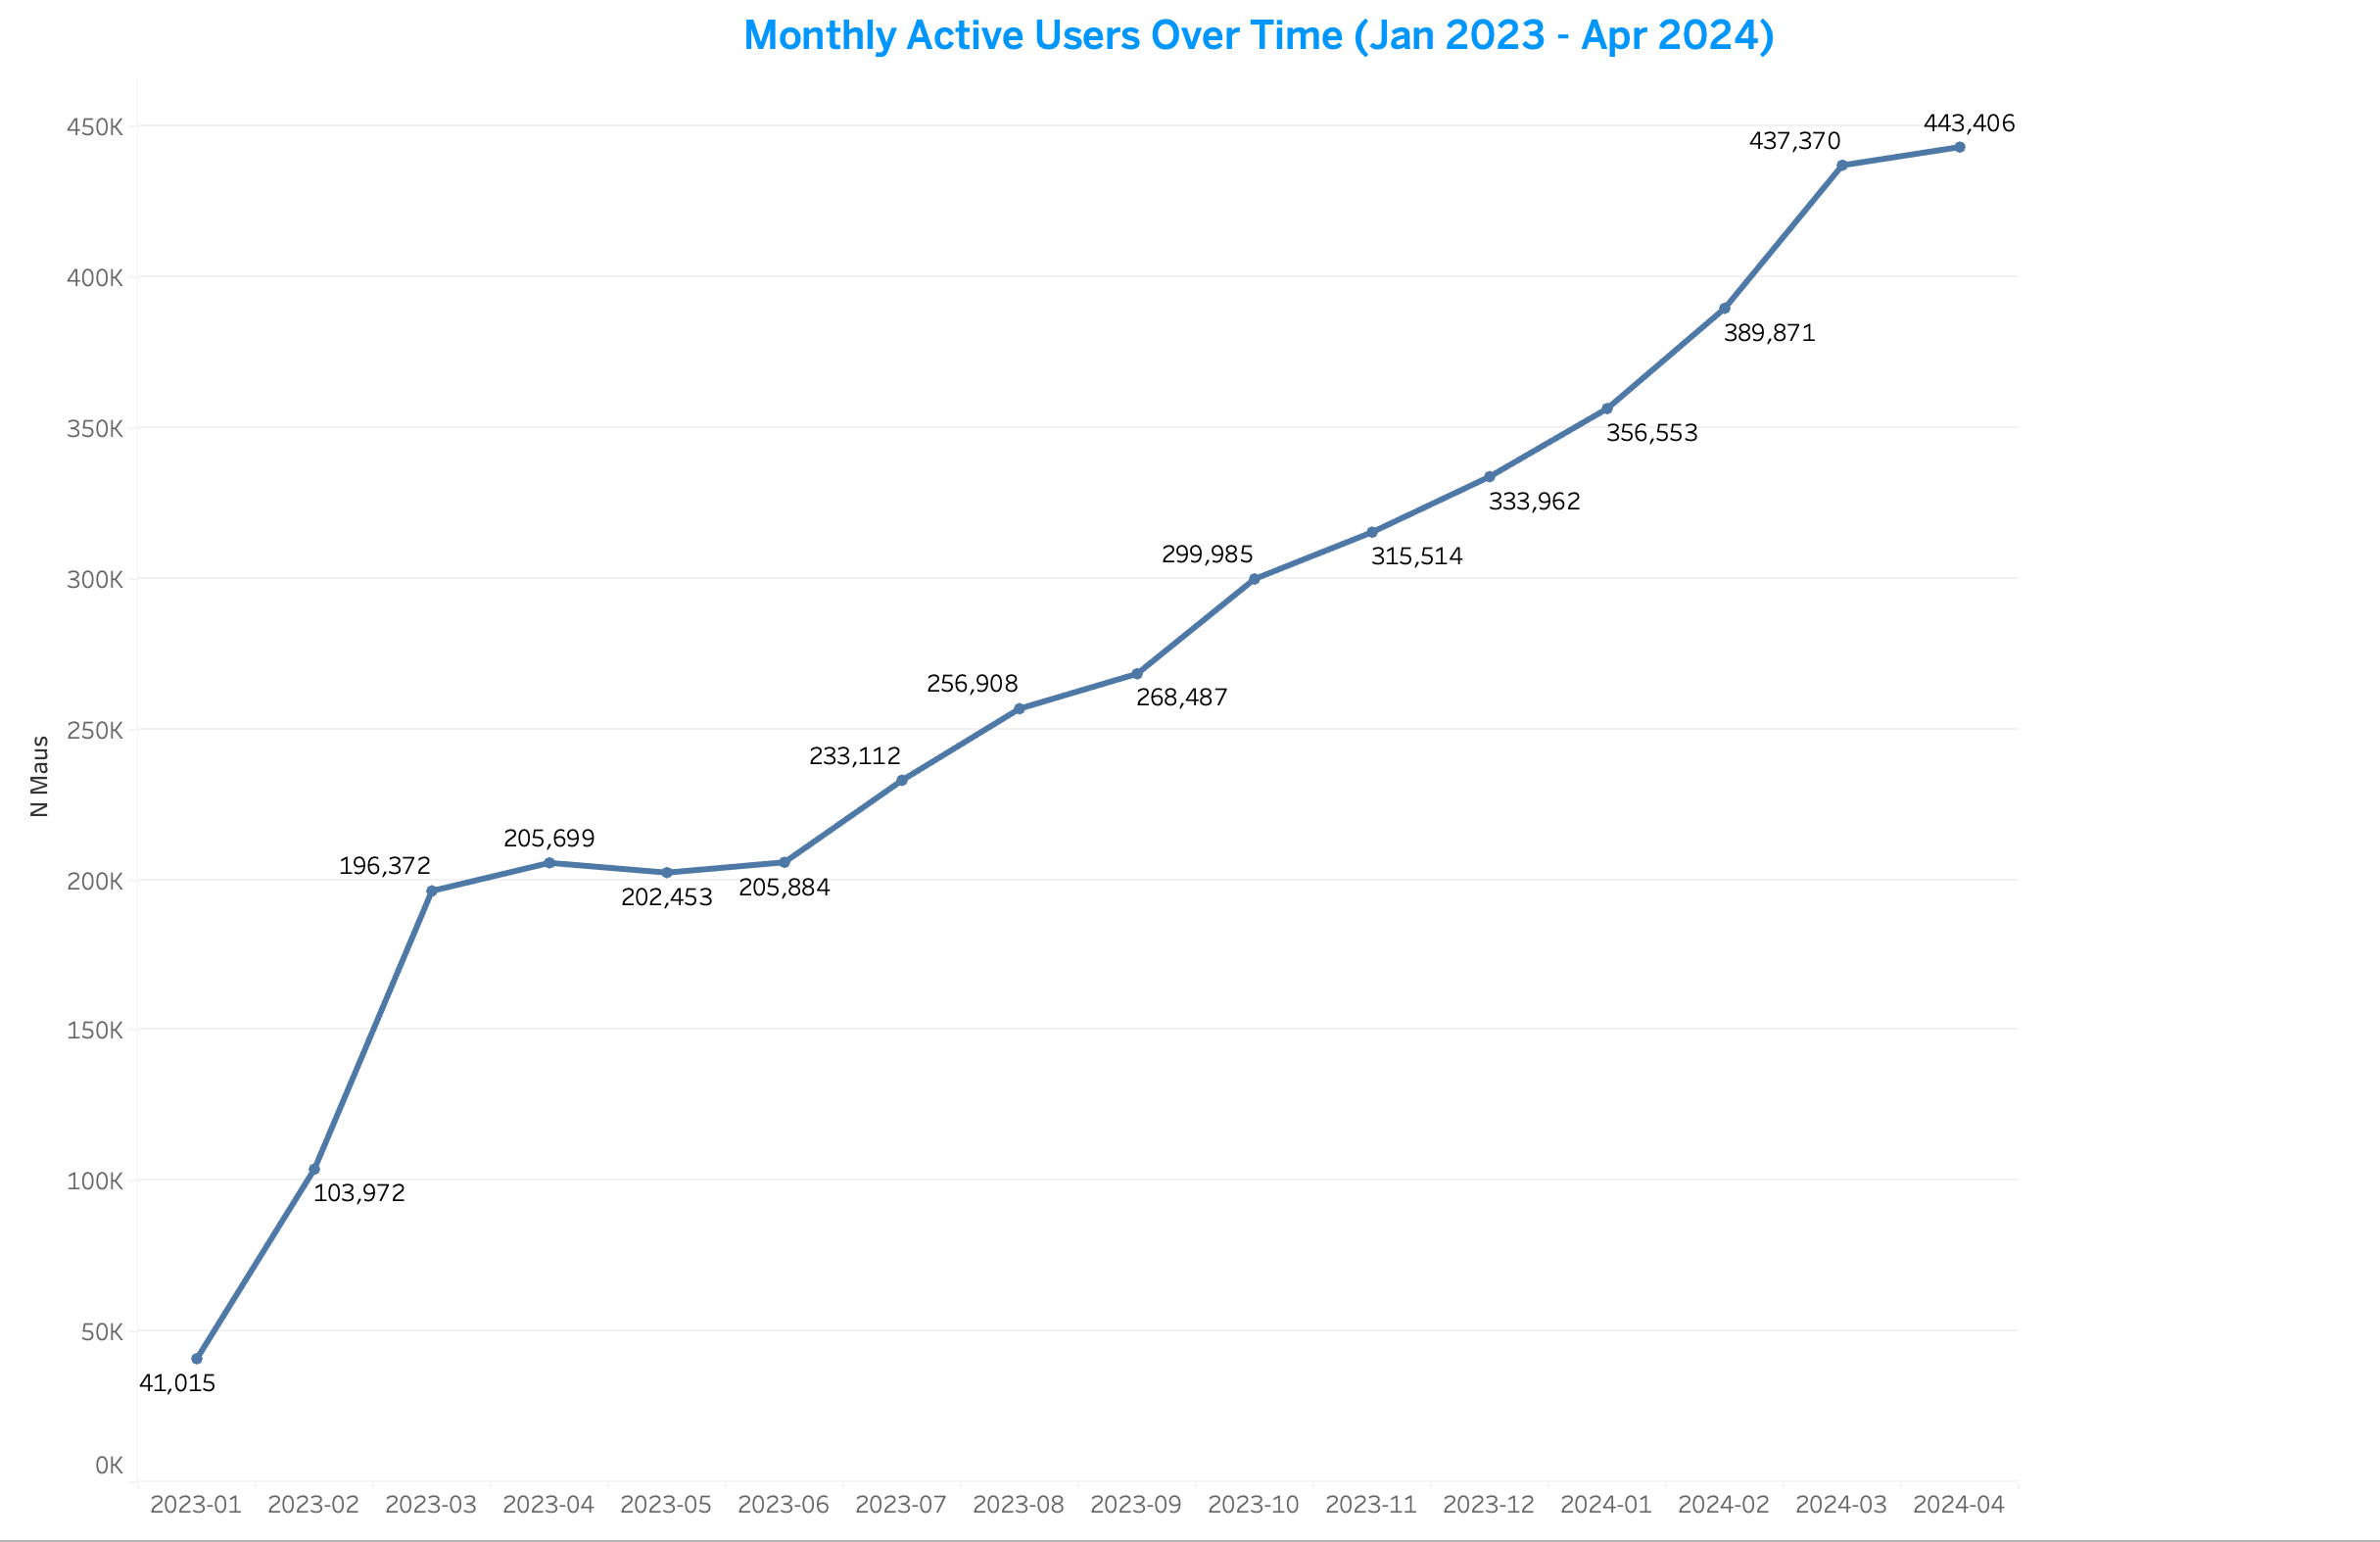 Monthly Active Users Over Time (Jan 2023 - Apr 2024)
N Maus
450K
400K
350K
300K
250K
200K
150K
100K
50K
0K
41,015
103,972
196,372
205,699
202,453
205,884
233,112
256,908
268,487
299,985
315,514
333,962
356,553
389,871
437,370
443,406
2023-01 2023-02 2023-03 2023-04 2023-05 2023-06 2023-07 2023-08 2023-09 2023-10 2023-11 2023-12 2024-01 2024-02 2024-03 2024-04